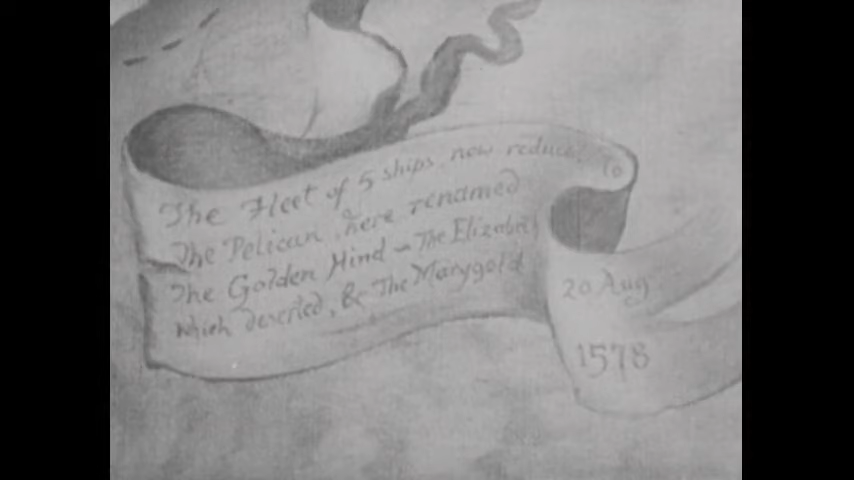 The Fleet of 5 ships, now reduced to
The Pelican, here renamed
The Golden Hind - The Elizabeth
which deserted, & The Marygold
20 Aug.
1578